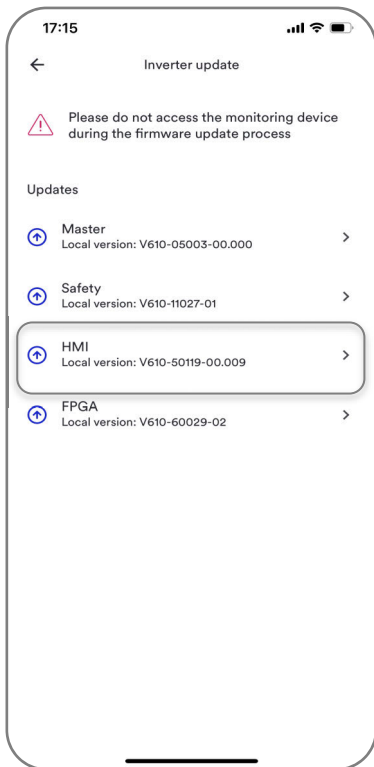 17:15
Inverter update
Please do not access the monitoring device
during the firmware update process
Updates
Master
Local version: V610-05003-00.000
Safety
Local version: V610-11027-01
HMI
Local version: V610-50119-00.009
FPGA
Local version: V610-60029-02